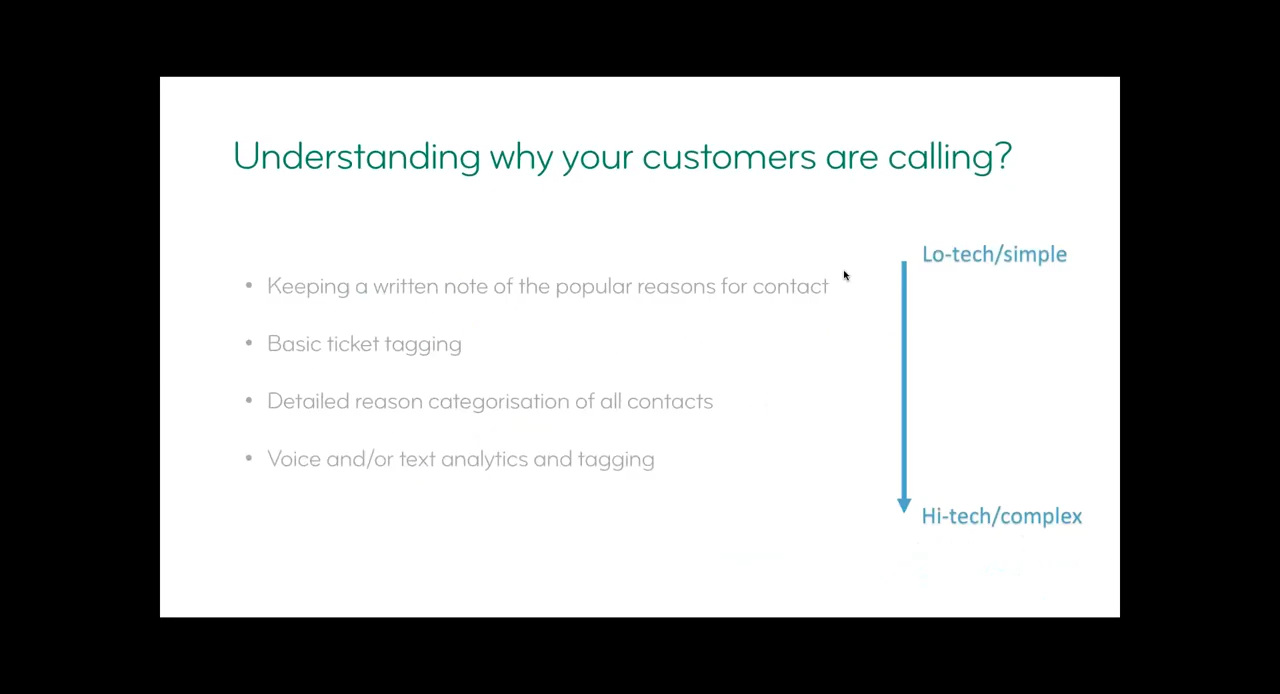 Understanding why your customers are calling?
Lo-tech/simple
• Keeping a written note of the popular reasons for contact
• Basic ticket tagging
• Detailed reason categorisation of all contacts
• Voice and/or text analytics and tagging
Hi-tech/complex